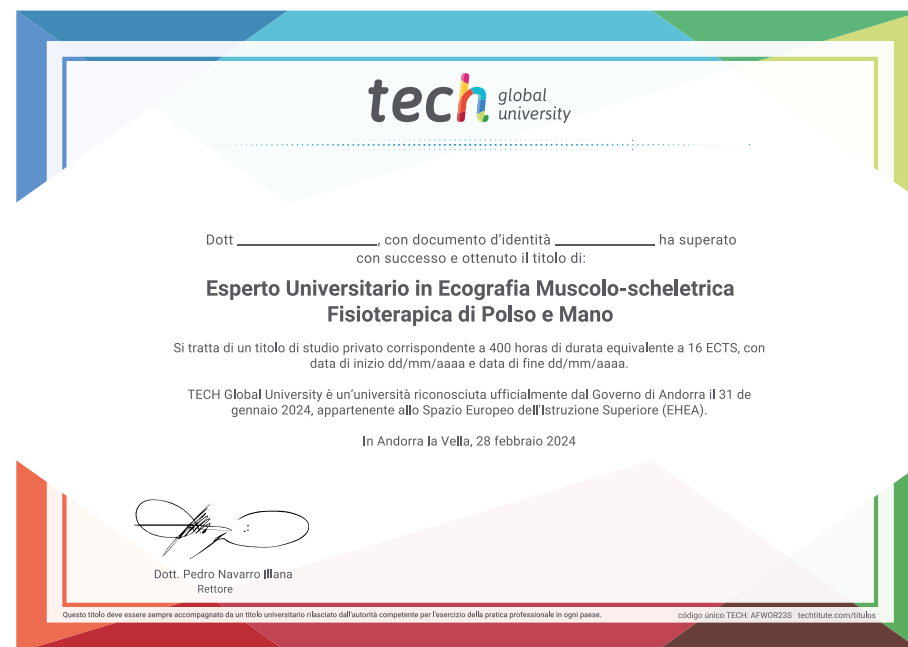 tech global university
Dott ____________________, con documento d'identità ______________ ha superato
con successo e ottenuto il titolo di:
Esperto Universitario in Ecografia Muscolo-scheletrica
Fisioterapica di Polso e Mano
Si tratta di un titolo di studio privato corrispondente a 400 horas di durata equivalente a 16 ECTS, con
data di inizio dd/mm/aaaa e data di fine dd/mm/aaaa.
TECH Global University è un'università riconosciuta ufficialmente dal Governo di Andorra il 31 de
gennaio 2024, appartenente allo Spazio Europeo dell'Istruzione Superiore (EHEA).
In Andorra la Vella, 28 febbraio 2024
Dott. Pedro Navarro Illana
Rettore
Questo titolo deve essere sempre accompagnato da un titolo universitario rilasciato dall'autorità competente per l'esercizio della pratica professionale in ogni paese.
código único TECH: AFWOR23S techtitute.com/titulos